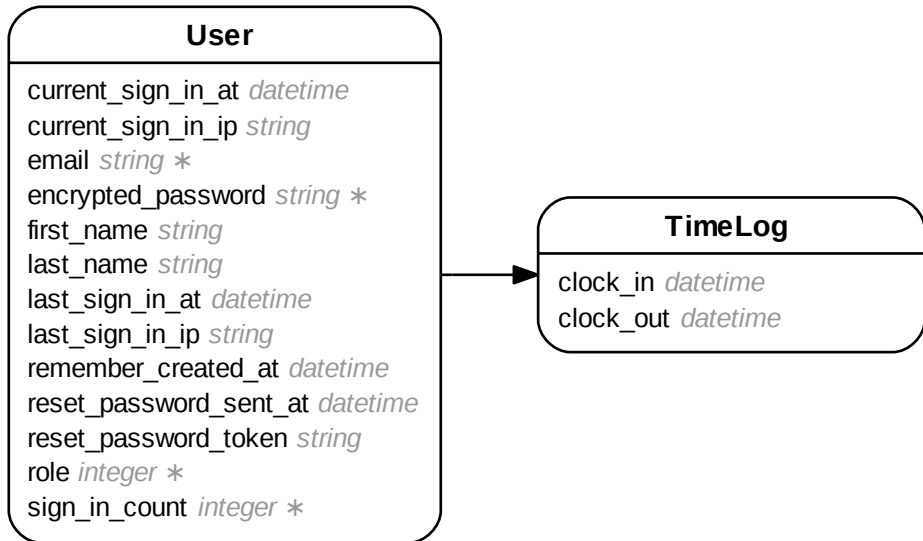 User
current_sign_in_at datetime
current_sign_in_ip string
email string ∗
encrypted_password string ∗
first_name string
last_name string
last_sign_in_at datetime
last_sign_in_ip string
remember_created_at datetime
reset_password_sent_at datetime
reset_password_token string
role integer ∗
sign_in_count integer ∗
TimeLog
clock_in datetime
clock_out datetime